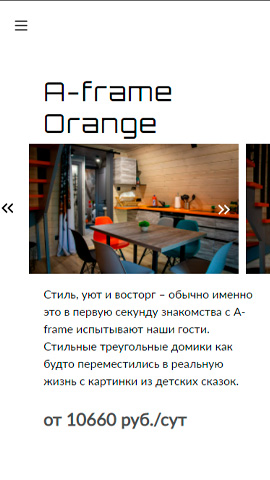 A-frame
Orange
Стиль, уют и восторг – обычно именно
это в первую секунду знакомства с A-
frame испытывают наши гости.
Стильные треугольные домики как
будто переместились в реальную
жизнь с картинки из детских сказок.
от 10660 руб./сут